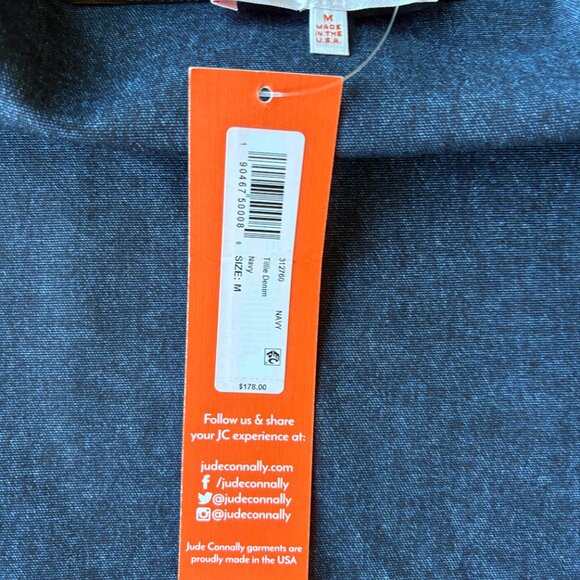 M
MADE
IN THE
U.S.A.
1 90467 50008 9
312760 NAVY
Tillie Denim
Navy
SIZE: M
$178.00
Follow us & share
your JC experience at:
judeconnally.com
f /judeconnally
@judeconnally
@judeconnally
Jude Connally garments are
proudly made in the USA